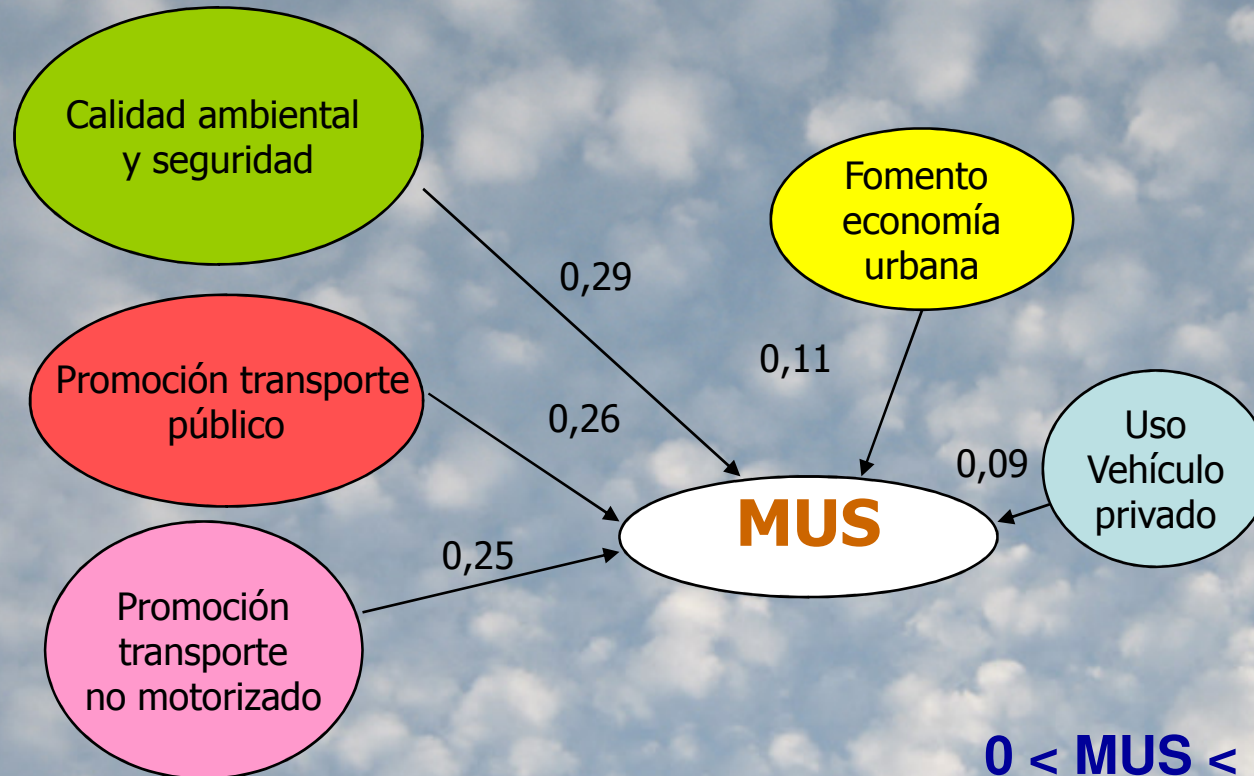 Calidad ambiental
y seguridad
Fomento
economía
urbana
0,29
0,11
Promoción transporte
público
0,26
Uso
Vehículo
privado
0,09
MUS
0,25
Promoción
transporte
no motorizado
0 < MUS <